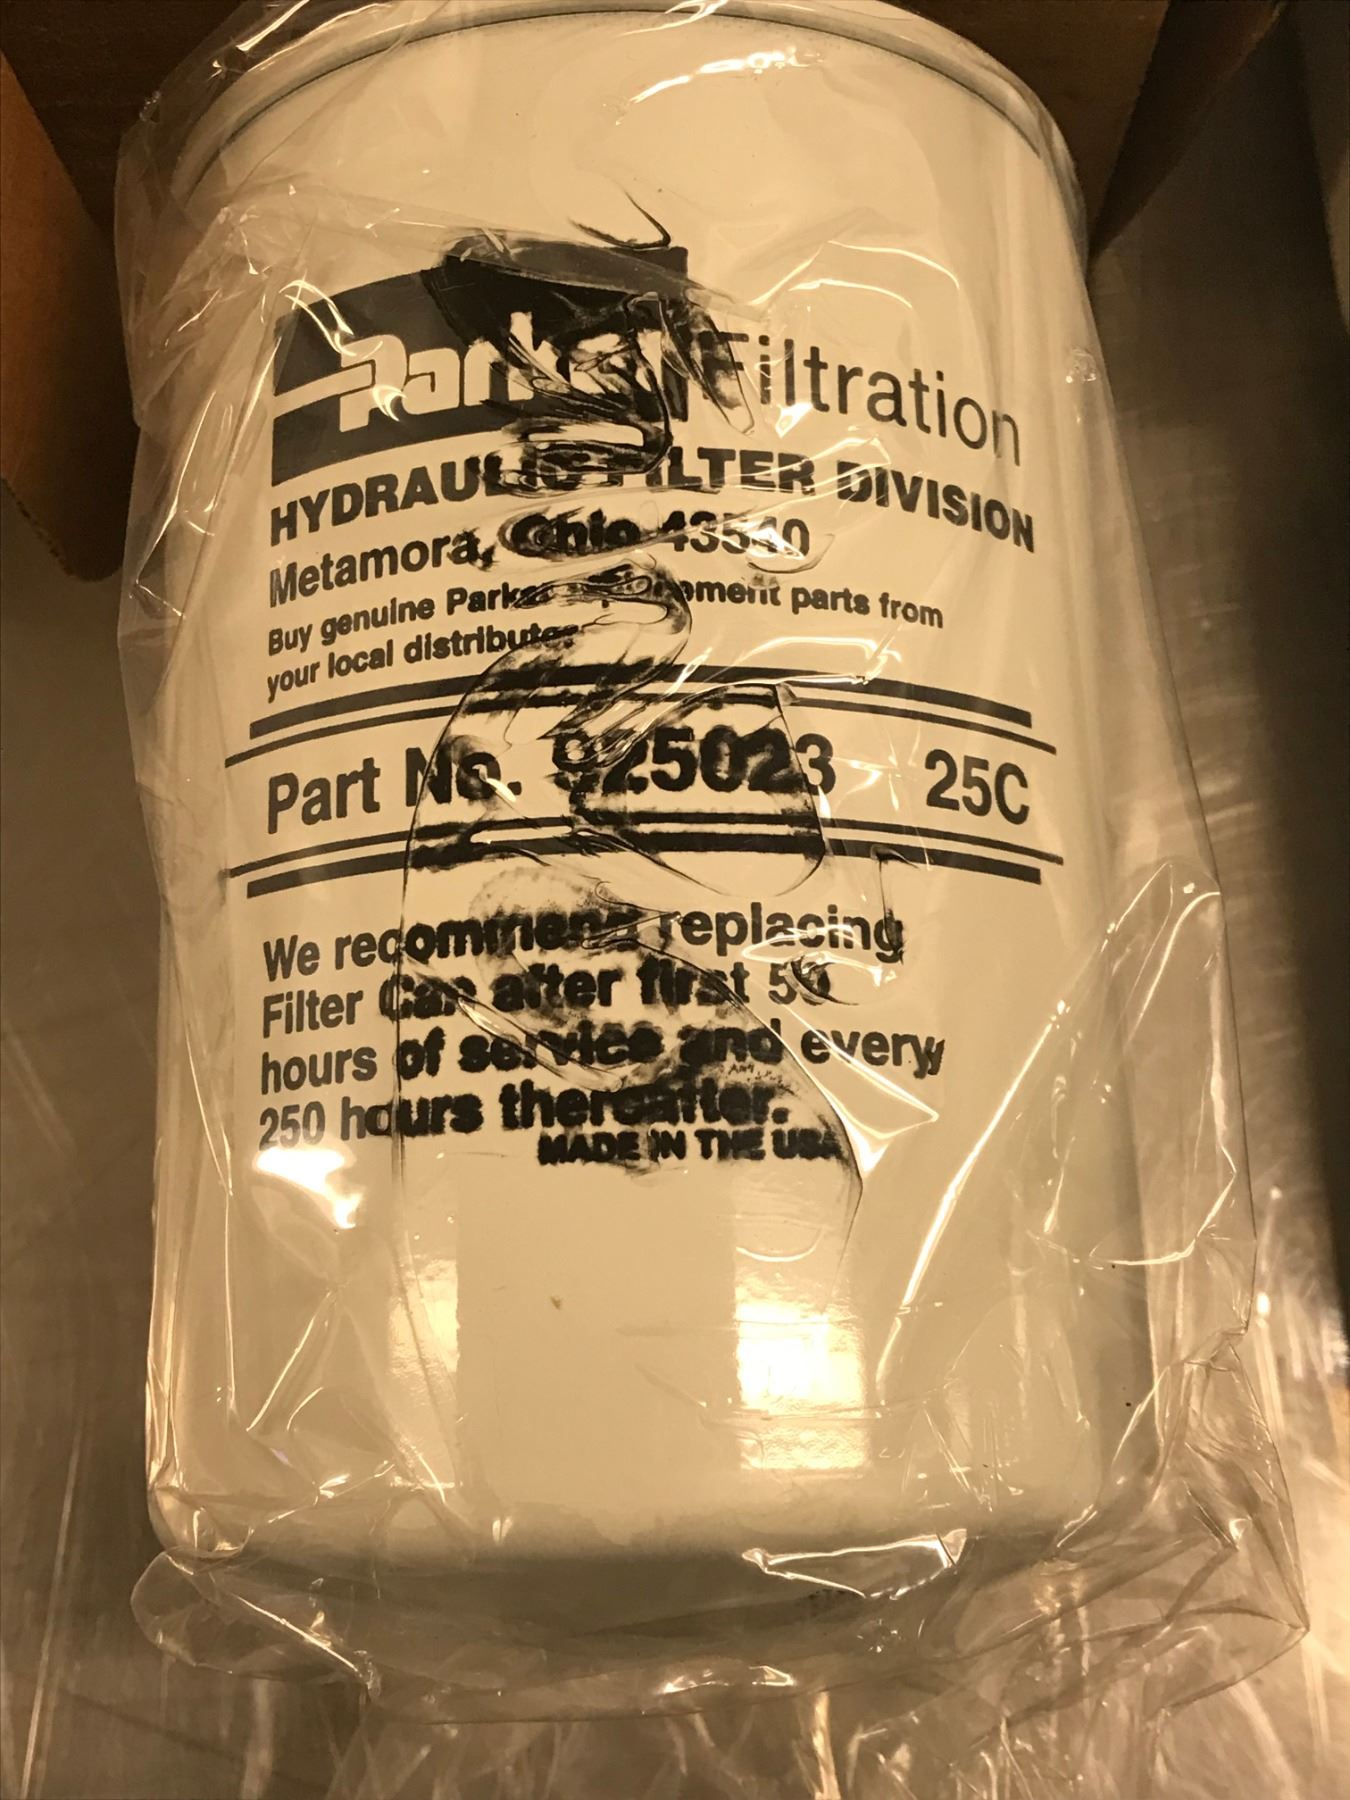 Parker Filtration
HYDRAULIC FILTER DIVISION
Metamora, Ohio 43540
Buy genuine Parker replacement parts from
your local distributor.
Part No. 925023 25C
We recommend replacing
Filter Can after first 50
hours of service and every
250 hours thereafter.
MADE IN THE USA